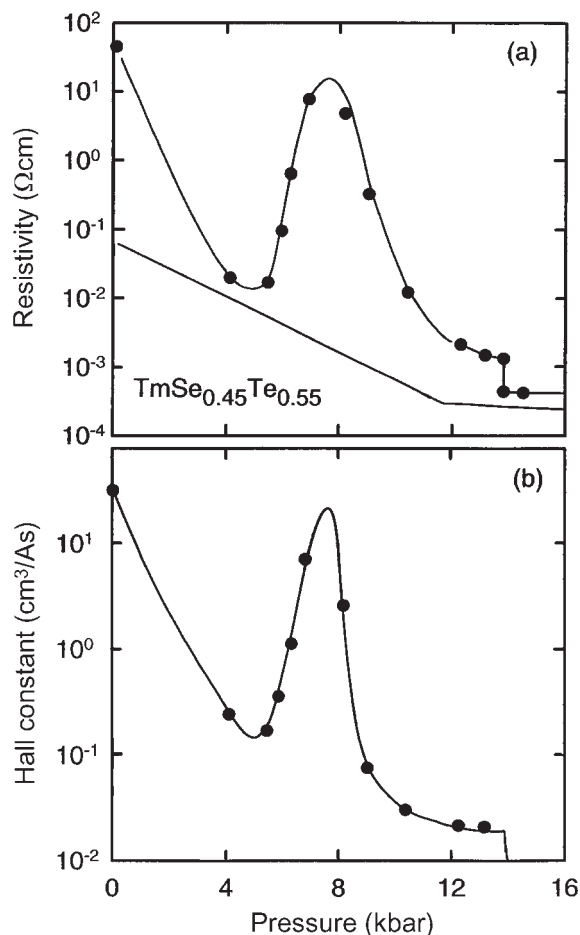 (a)
Resistivity (Ωcm)
10²
10¹
10⁰
10⁻¹
10⁻²
10⁻³
10⁻⁴
TmSe₀.₄₅Te₀.₅₅
(b)
Hall constant (cm³/As)
10¹
10⁰
10⁻¹
10⁻²
0 4 8 12 16
Pressure (kbar)